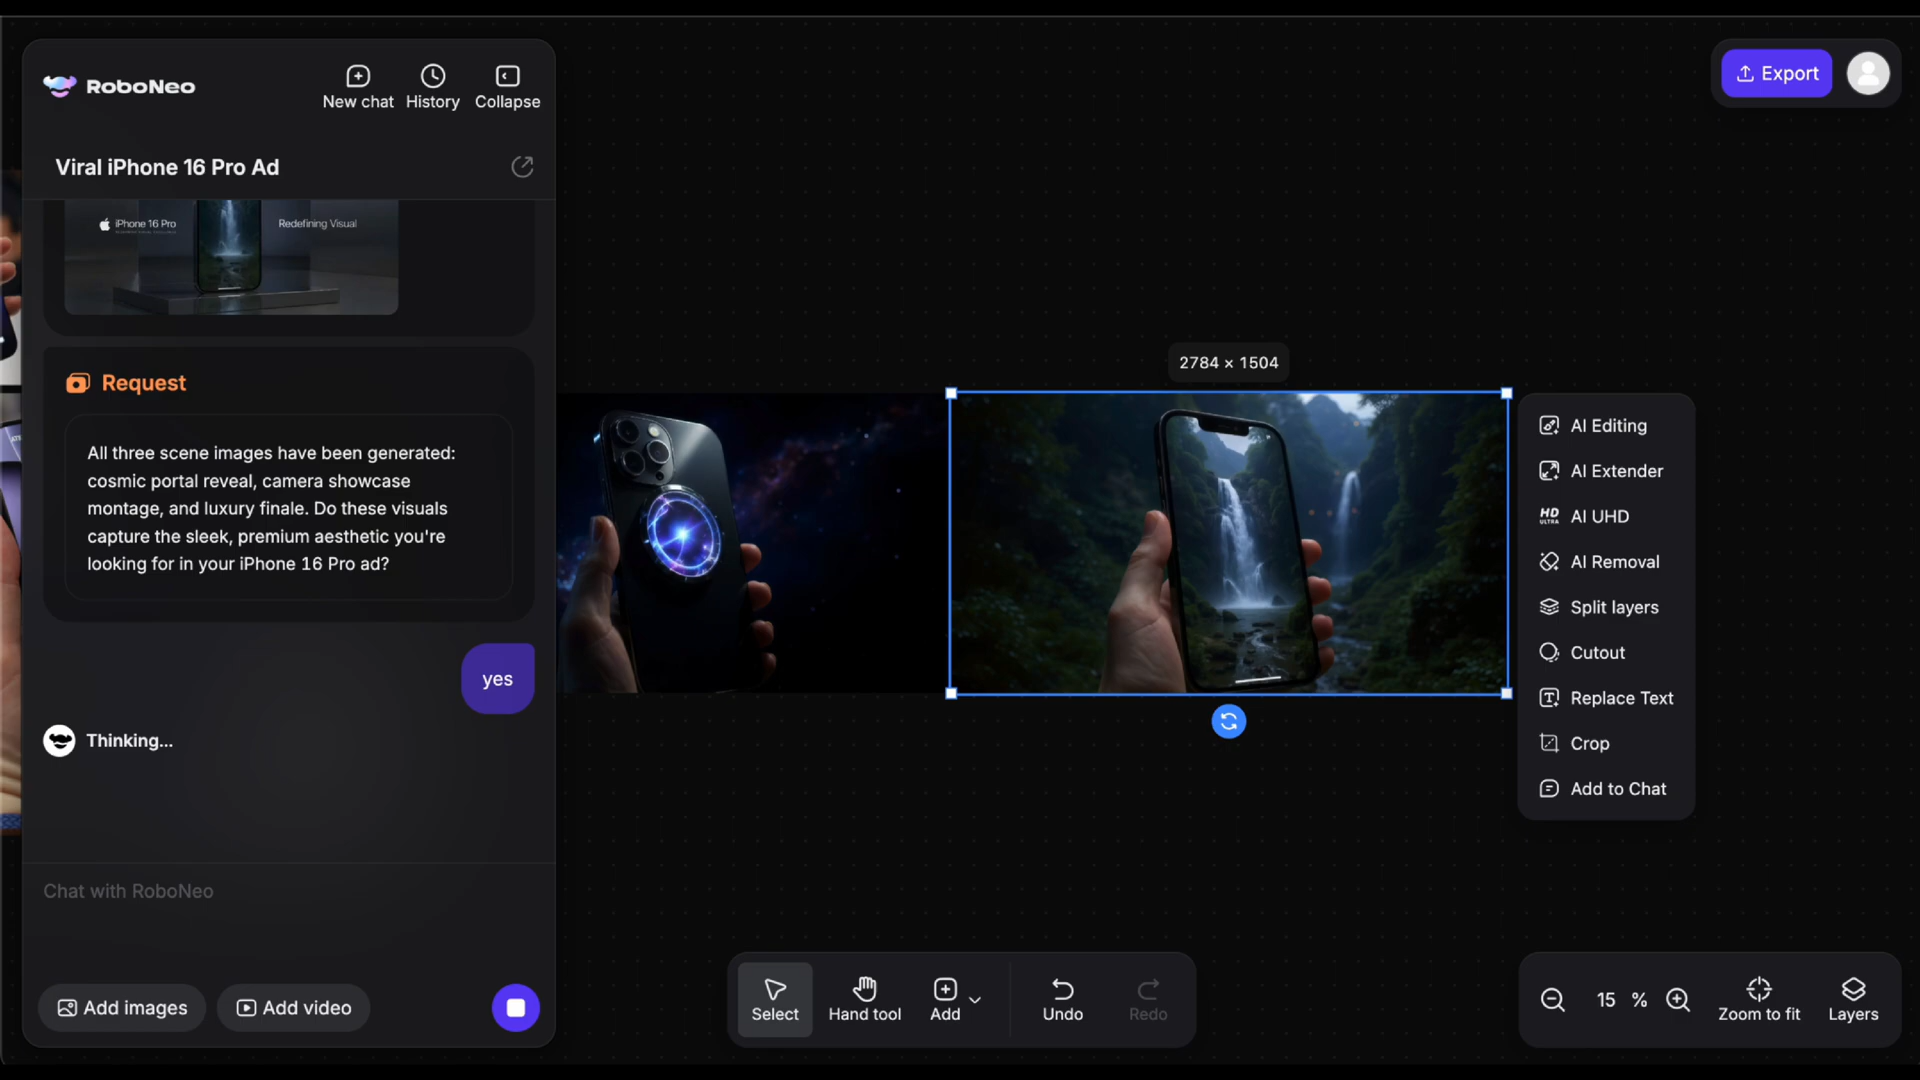 RoboNeo
New chat
History
Collapse
Export
Viral iPhone 16 Pro Ad
iPhone 16 Pro
Redefining Visual
Request
All three scene images have been generated:
cosmic portal reveal, camera showcase
montage, and luxury finale. Do these visuals
capture the sleek, premium aesthetic you're
looking for in your iPhone 16 Pro ad?
yes
Thinking...
Chat with RoboNeo
Add images
Add video
2784 × 1504
AI Editing
AI Extender
HD ULTRA AI UHD
AI Removal
Split layers
Cutout
Replace Text
Crop
Add to Chat
Select
Hand tool
Add
Undo
Redo
15 %
Zoom to fit
Layers